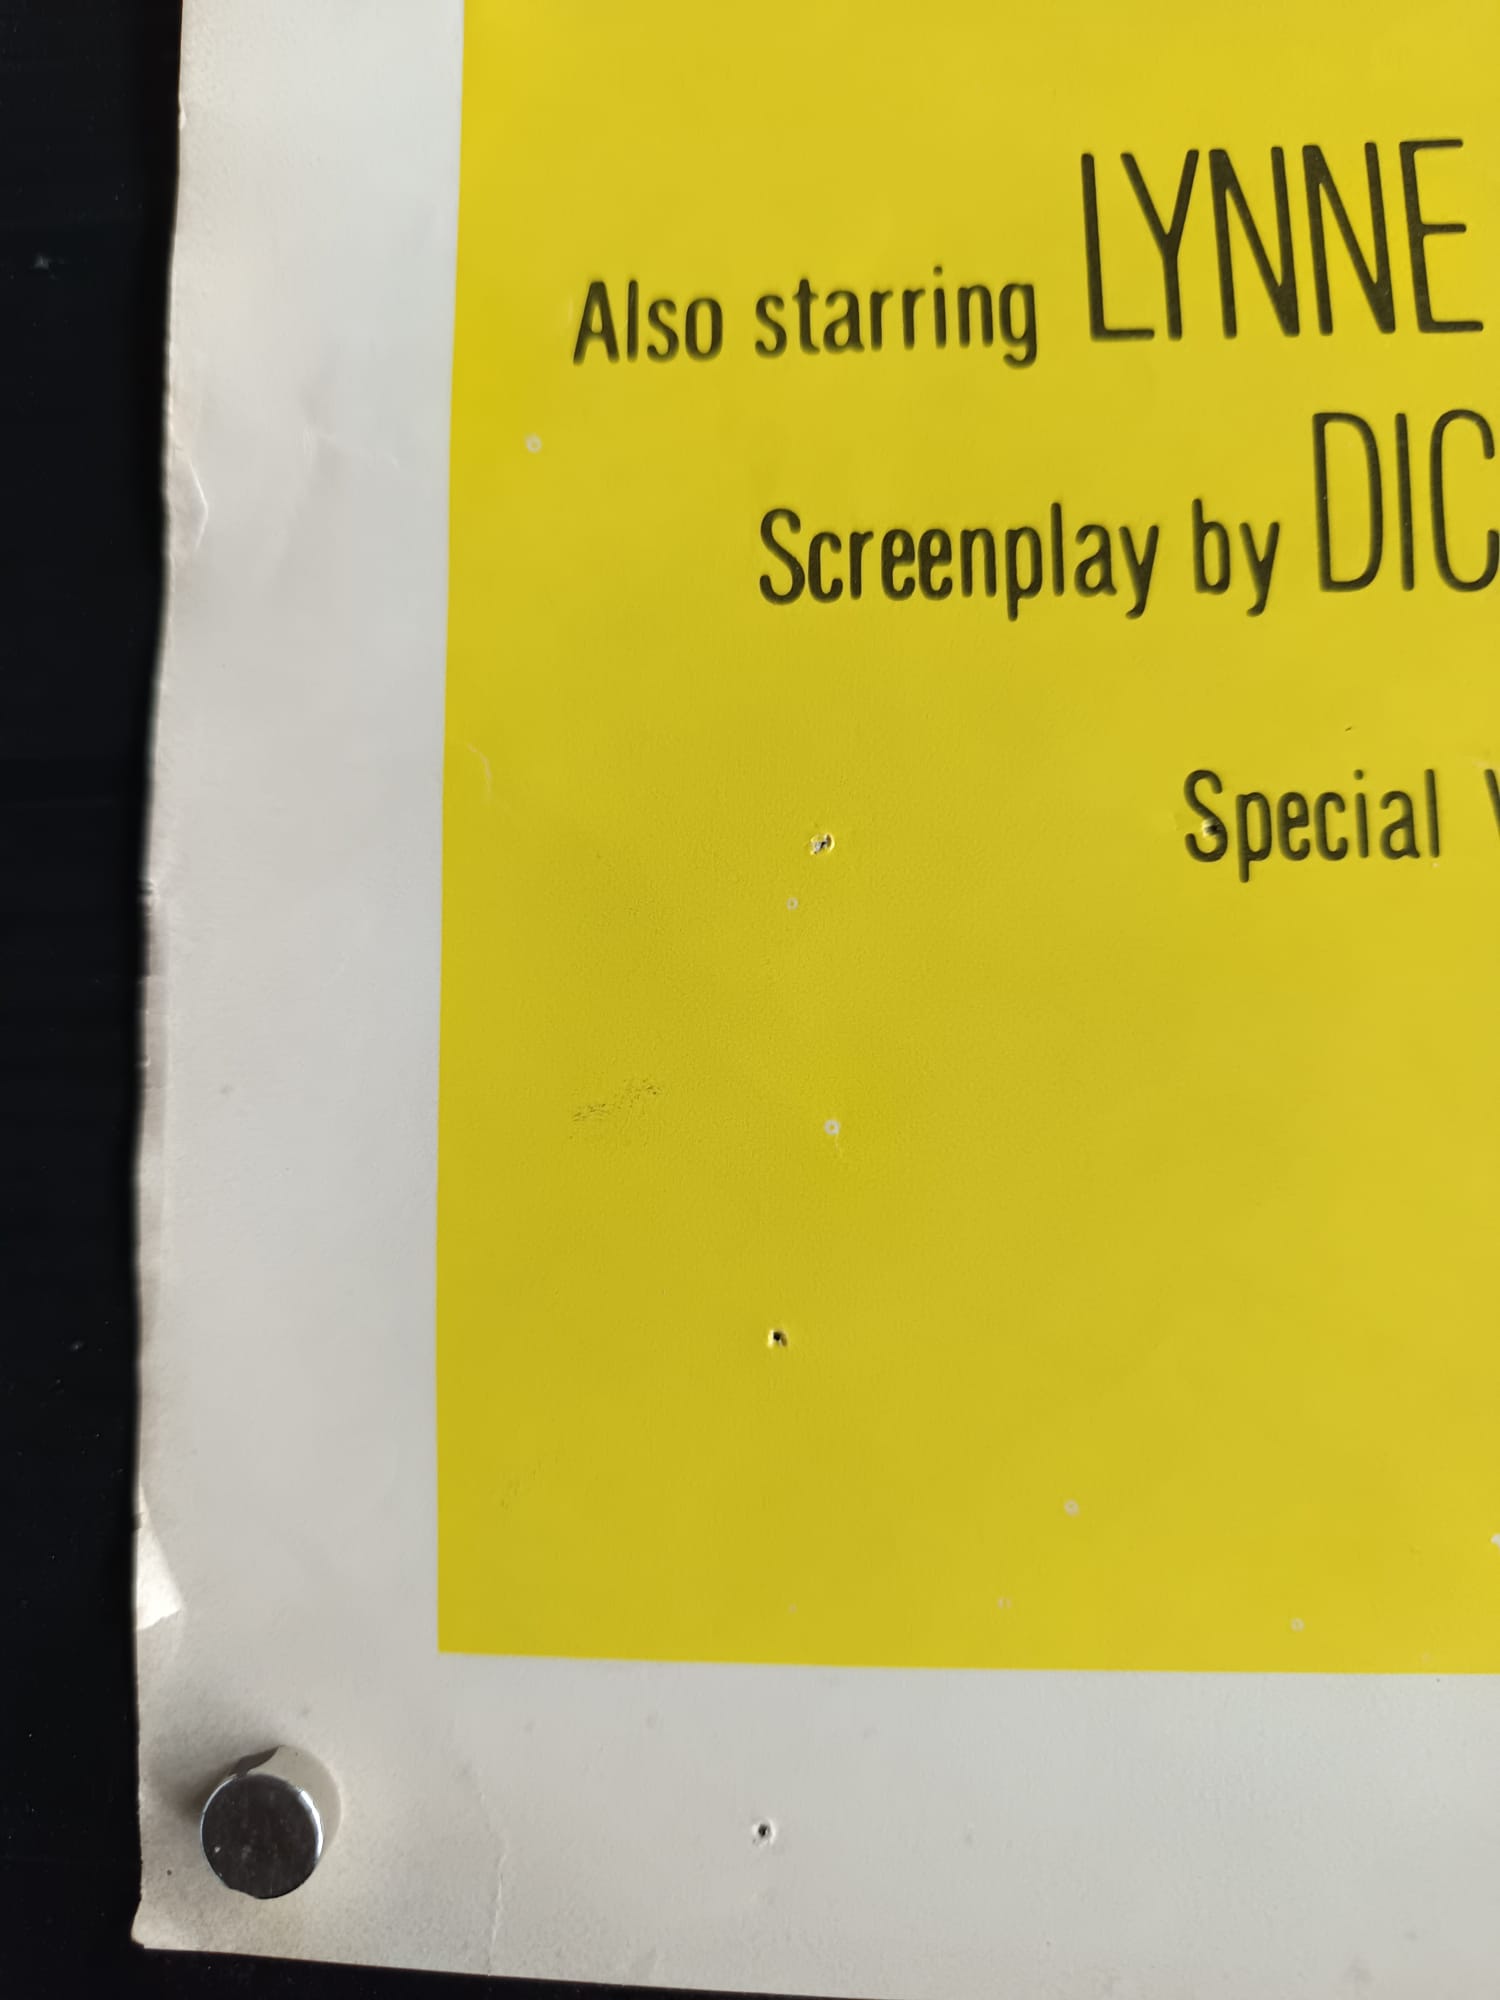 Also starring LYNNE
Screenplay by DIC
Special